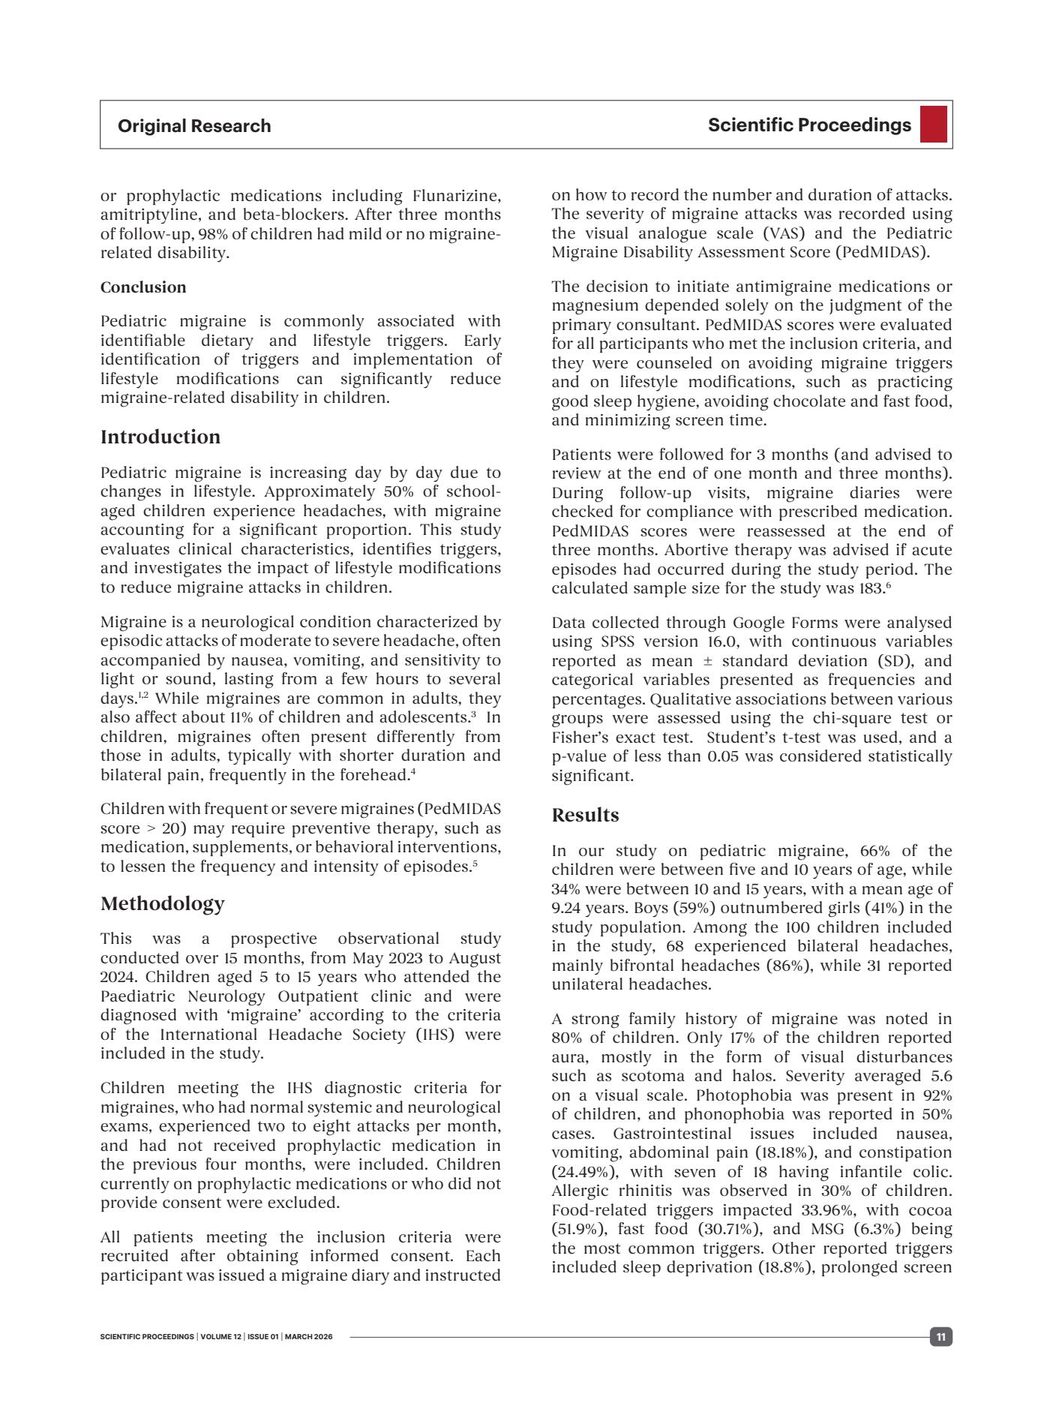 Original Research
Scientific Proceedings
or prophylactic medications including Flunarizine,
amitriptyline, and beta-blockers. After three months
of follow-up, 98% of children had mild or no migraine-
related disability.
Conclusion
Pediatric migraine is commonly associated with
identifiable dietary and lifestyle triggers. Early
identification of triggers and implementation of
lifestyle modifications can significantly reduce
migraine-related disability in children.
Introduction
Pediatric migraine is increasing day by day due to
changes in lifestyle. Approximately 50% of school-
aged children experience headaches, with migraine
accounting for a significant proportion. This study
evaluates clinical characteristics, identifies triggers,
and investigates the impact of lifestyle modifications
to reduce migraine attacks in children.
Migraine is a neurological condition characterized by
episodic attacks of moderate to severe headache, often
accompanied by nausea, vomiting, and sensitivity to
light or sound, lasting from a few hours to several
days.¹,² While migraines are common in adults, they
also affect about 11% of children and adolescents.³ In
children, migraines often present differently from
those in adults, typically with shorter duration and
bilateral pain, frequently in the forehead.⁴
Children with frequent or severe migraines (PedMIDAS
score > 20) may require preventive therapy, such as
medication, supplements, or behavioral interventions,
to lessen the frequency and intensity of episodes.⁵
Methodology
This was a prospective observational study
conducted over 15 months, from May 2023 to August
2024. Children aged 5 to 15 years who attended the
Paediatric Neurology Outpatient clinic and were
diagnosed with ‘migraine’ according to the criteria
of the International Headache Society (IHS) were
included in the study.
Children meeting the IHS diagnostic criteria for
migraines, who had normal systemic and neurological
exams, experienced two to eight attacks per month,
and had not received prophylactic medication in
the previous four months, were included. Children
currently on prophylactic medications or who did not
provide consent were excluded.
All patients meeting the inclusion criteria were
recruited after obtaining informed consent. Each
participant was issued a migraine diary and instructed
on how to record the number and duration of attacks.
The severity of migraine attacks was recorded using
the visual analogue scale (VAS) and the Pediatric
Migraine Disability Assessment Score (PedMIDAS).
The decision to initiate antimigraine medications or
magnesium depended solely on the judgment of the
primary consultant. PedMIDAS scores were evaluated
for all participants who met the inclusion criteria, and
they were counseled on avoiding migraine triggers
and on lifestyle modifications, such as practicing
good sleep hygiene, avoiding chocolate and fast food,
and minimizing screen time.
Patients were followed for 3 months (and advised to
review at the end of one month and three months).
During follow-up visits, migraine diaries were
checked for compliance with prescribed medication.
PedMIDAS scores were reassessed at the end of
three months. Abortive therapy was advised if acute
episodes had occurred during the study period. The
calculated sample size for the study was 183.⁶
Data collected through Google Forms were analysed
using SPSS version 16.0, with continuous variables
reported as mean ± standard deviation (SD), and
categorical variables presented as frequencies and
percentages. Qualitative associations between various
groups were assessed using the chi-square test or
Fisher’s exact test. Student’s t-test was used, and a
p-value of less than 0.05 was considered statistically
significant.
Results
In our study on pediatric migraine, 66% of the
children were between five and 10 years of age, while
34% were between 10 and 15 years, with a mean age of
9.24 years. Boys (59%) outnumbered girls (41%) in the
study population. Among the 100 children included
in the study, 68 experienced bilateral headaches,
mainly bifrontal headaches (86%), while 31 reported
unilateral headaches.
A strong family history of migraine was noted in
80% of children. Only 17% of the children reported
aura, mostly in the form of visual disturbances
such as scotoma and halos. Severity averaged 5.6
on a visual scale. Photophobia was present in 92%
of children, and phonophobia was reported in 50%
cases. Gastrointestinal issues included nausea,
vomiting, abdominal pain (18.18%), and constipation
(24.49%), with seven of 18 having infantile colic.
Allergic rhinitis was observed in 30% of children.
Food-related triggers impacted 33.96%, with cocoa
(51.9%), fast food (30.71%), and MSG (6.3%) being
the most common triggers. Other reported triggers
included sleep deprivation (18.8%), prolonged screen
SCIENTIFIC PROCEEDINGS | VOLUME 12 | ISSUE 01 | MARCH 2026
11